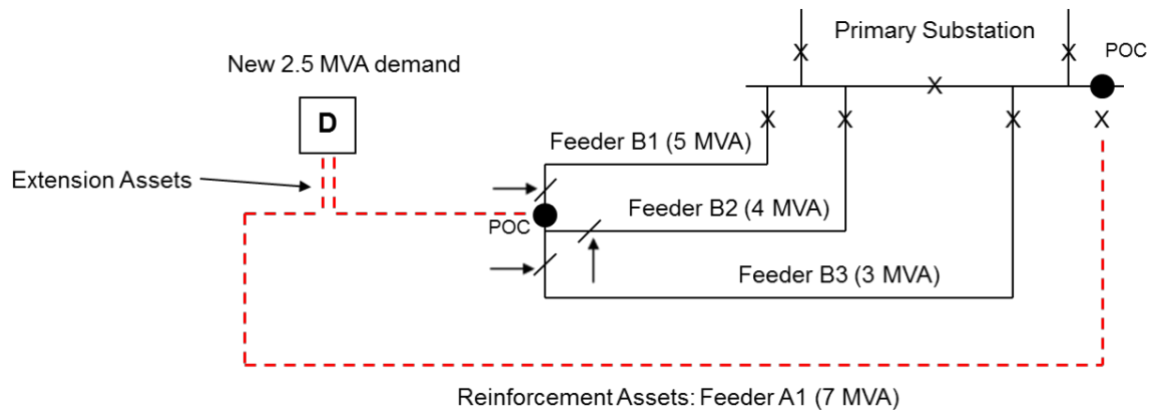 Primary Substation
POC
New 2.5 MVA demand
D
Feeder B1 (5 MVA)
Extension Assets
Feeder B2 (4 MVA)
POC
Feeder B3 (3 MVA)
Reinforcement Assets: Feeder A1 (7 MVA)